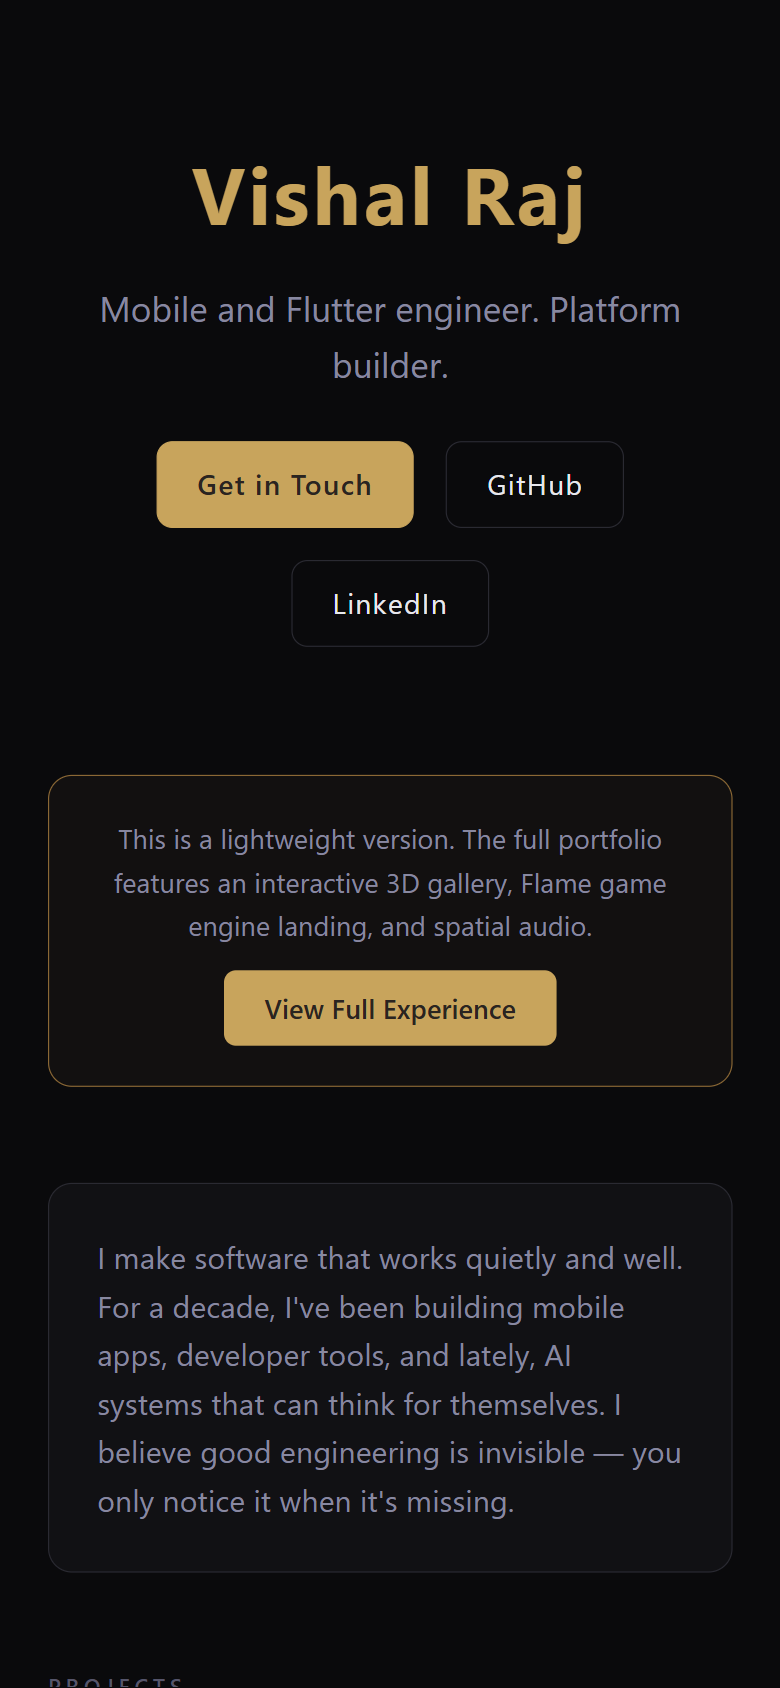 Vishal Raj
Mobile and Flutter engineer. Platform
builder.
Get in Touch
GitHub
LinkedIn
This is a lightweight version. The full portfolio
features an interactive 3D gallery, Flame game
engine landing, and spatial audio.
View Full Experience
I make software that works quietly and well.
For a decade, I've been building mobile
apps, developer tools, and lately, AI
systems that can think for themselves. I
believe good engineering is invisible — you
only notice it when it's missing.
PROJECTS